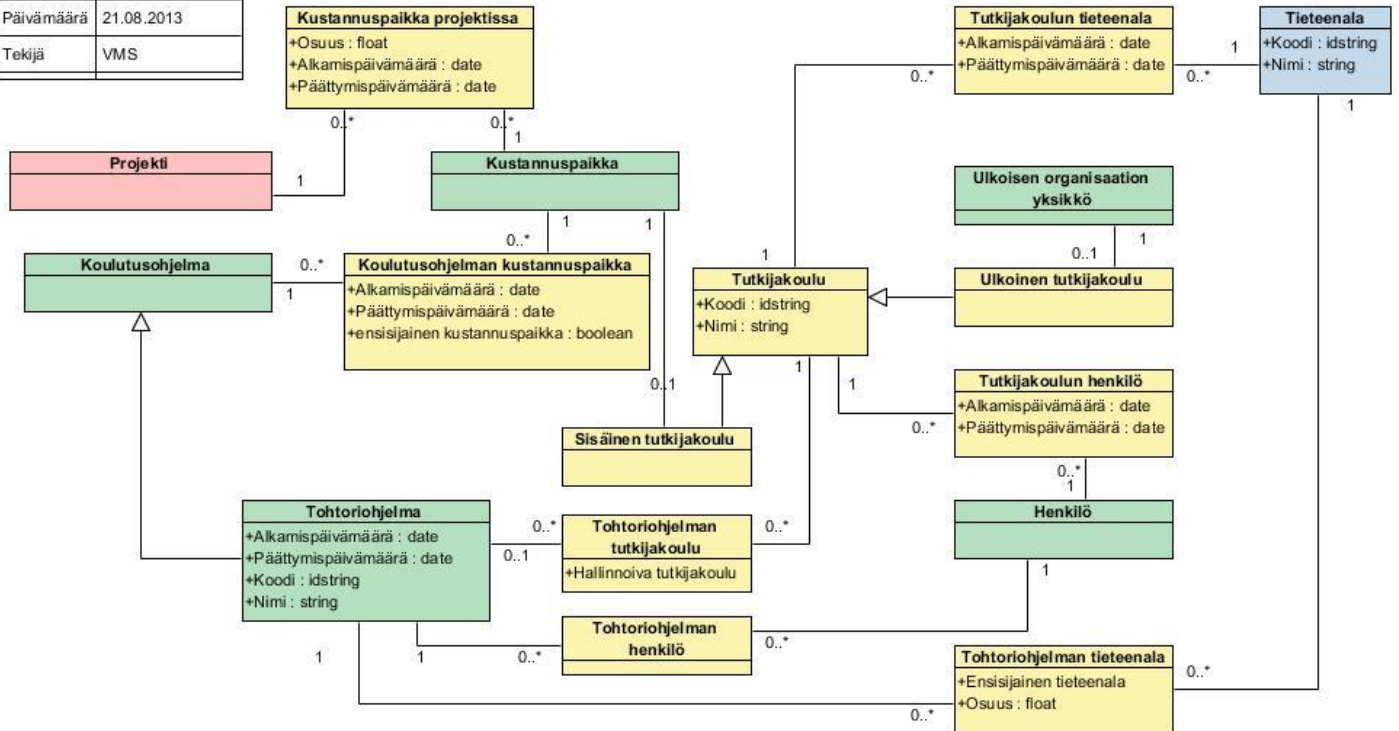 Päivämäärä 21.08.2013
Tekijä VMS
Kustannuspaikka projektissa
+Osuus : float
+Alkamispäivämäärä : date
+Päättymispäivämäärä : date
0..*
0..*
1
Projekti
1
Kustannuspaikka
1
1
0..*
Koulutusohjelma
0..*
1
Koulutusohjelman kustannuspaikka
+Alkamispäivämäärä : date
+Päättymispäivämäärä : date
+ensisijainen kustannuspaikka : boolean
0..1
Sisäinen tutkijakoulu
Tutkijakoulun tieteenala
+Alkamispäivämäärä : date
+Päättymispäivämäärä : date
0..*
1
0..*
Tieteenala
+Koodi : idstring
+Nimi : string
1
Ulkoisen organisaation
yksikkö
1
0..1
Ulkoinen tutkijakoulu
1
Tutkijakoulu
+Koodi : idstring
+Nimi : string
1
1
Tutkijakoulun henkilö
+Alkamispäivämäärä : date
+Päättymispäivämäärä : date
0..*
0..*
1
Henkilö
1
Tohtoriohjelma
+Alkamispäivämäärä : date
+Päättymispäivämäärä : date
+Koodi : idstring
+Nimi : string
0..*
0..1
Tohtoriohjelman
tutkijakoulu
+Hallinnoiva tutkijakoulu
0..*
1
1
0..*
Tohtoriohjelman
henkilö
0..*
Tohtoriohjelman tieteenala
+Ensisijainen tieteenala
+Osuus : float
0..*
0..*